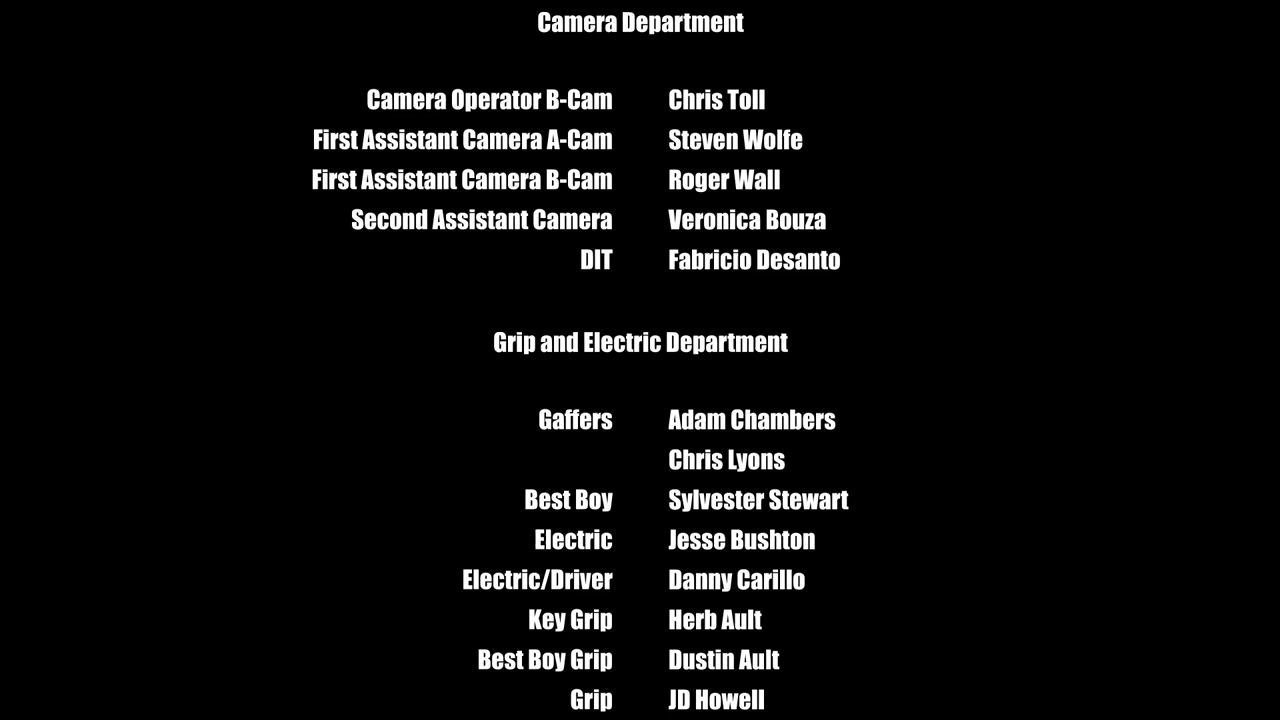 Camera Department
Camera Operator B-Cam Chris Toll
First Assistant Camera A-Cam Steven Wolfe
First Assistant Camera B-Cam Roger Wall
Second Assistant Camera Veronica Bouza
DIT Fabricio Desanto
Grip and Electric Department
Gaffers Adam Chambers
Chris Lyons
Best Boy Sylvester Stewart
Electric Jesse Bushton
Electric/Driver Danny Carillo
Key Grip Herb Ault
Best Boy Grip Dustin Ault
Grip JD Howell